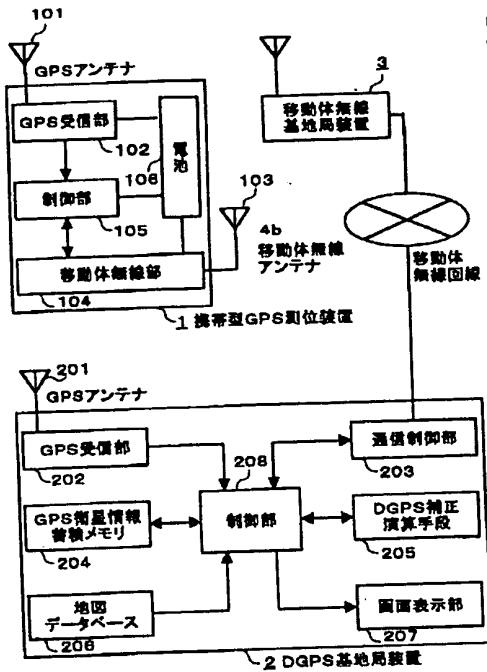 101
GPSアンテナ
GPS受信部
102
106
電池
制御部
105
103
移動体無線部
104
4b
移動体無線
アンテナ
1 携帯型GPS測位装置
3
移動体無線
基地局装置
移動体
無線回線
201
GPSアンテナ
GPS受信部
202
208
制御部
通信制御部
203
GPS衛星情報
蓄積メモリ
204
DGPS補正
演算手段
205
地図
データベース
206
画面表示部
207
2 DGPS基地局装置